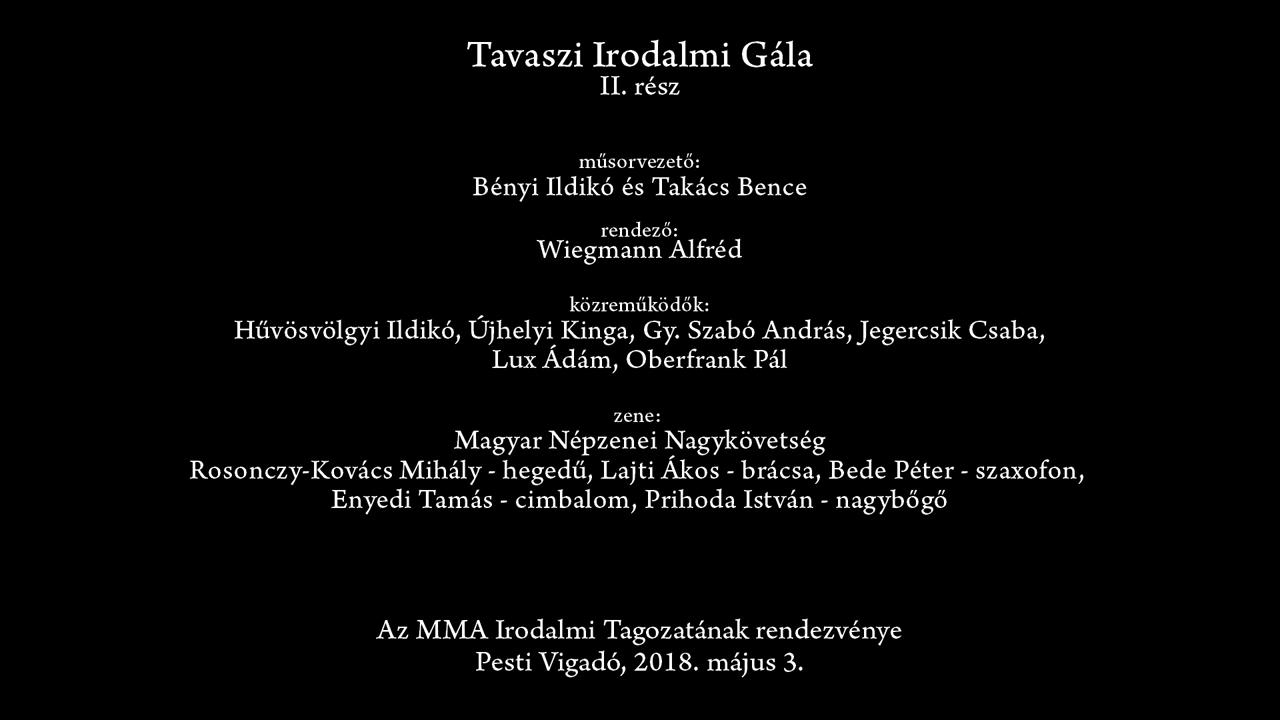 Tavaszi Irodalmi Gála
II. rész
műsorvezető:
Bényi Ildikó és Takács Bence
rendező:
Wiegmann Alfréd
közreműködők:
Hűvösvölgyi Ildikó, Újhelyi Kinga, Gy. Szabó András, Jegercsik Csaba,
Lux Ádám, Oberfrank Pál
zene:
Magyar Népzenei Nagykövetség
Rosonczy-Kovács Mihály - hegedű, Lajti Ákos - brácsa, Bede Péter - szaxofon,
Enyedi Tamás - cimbalom, Prihoda István - nagybőgő
Az MMA Irodalmi Tagozatának rendezvénye
Pesti Vigadó, 2018. május 3.